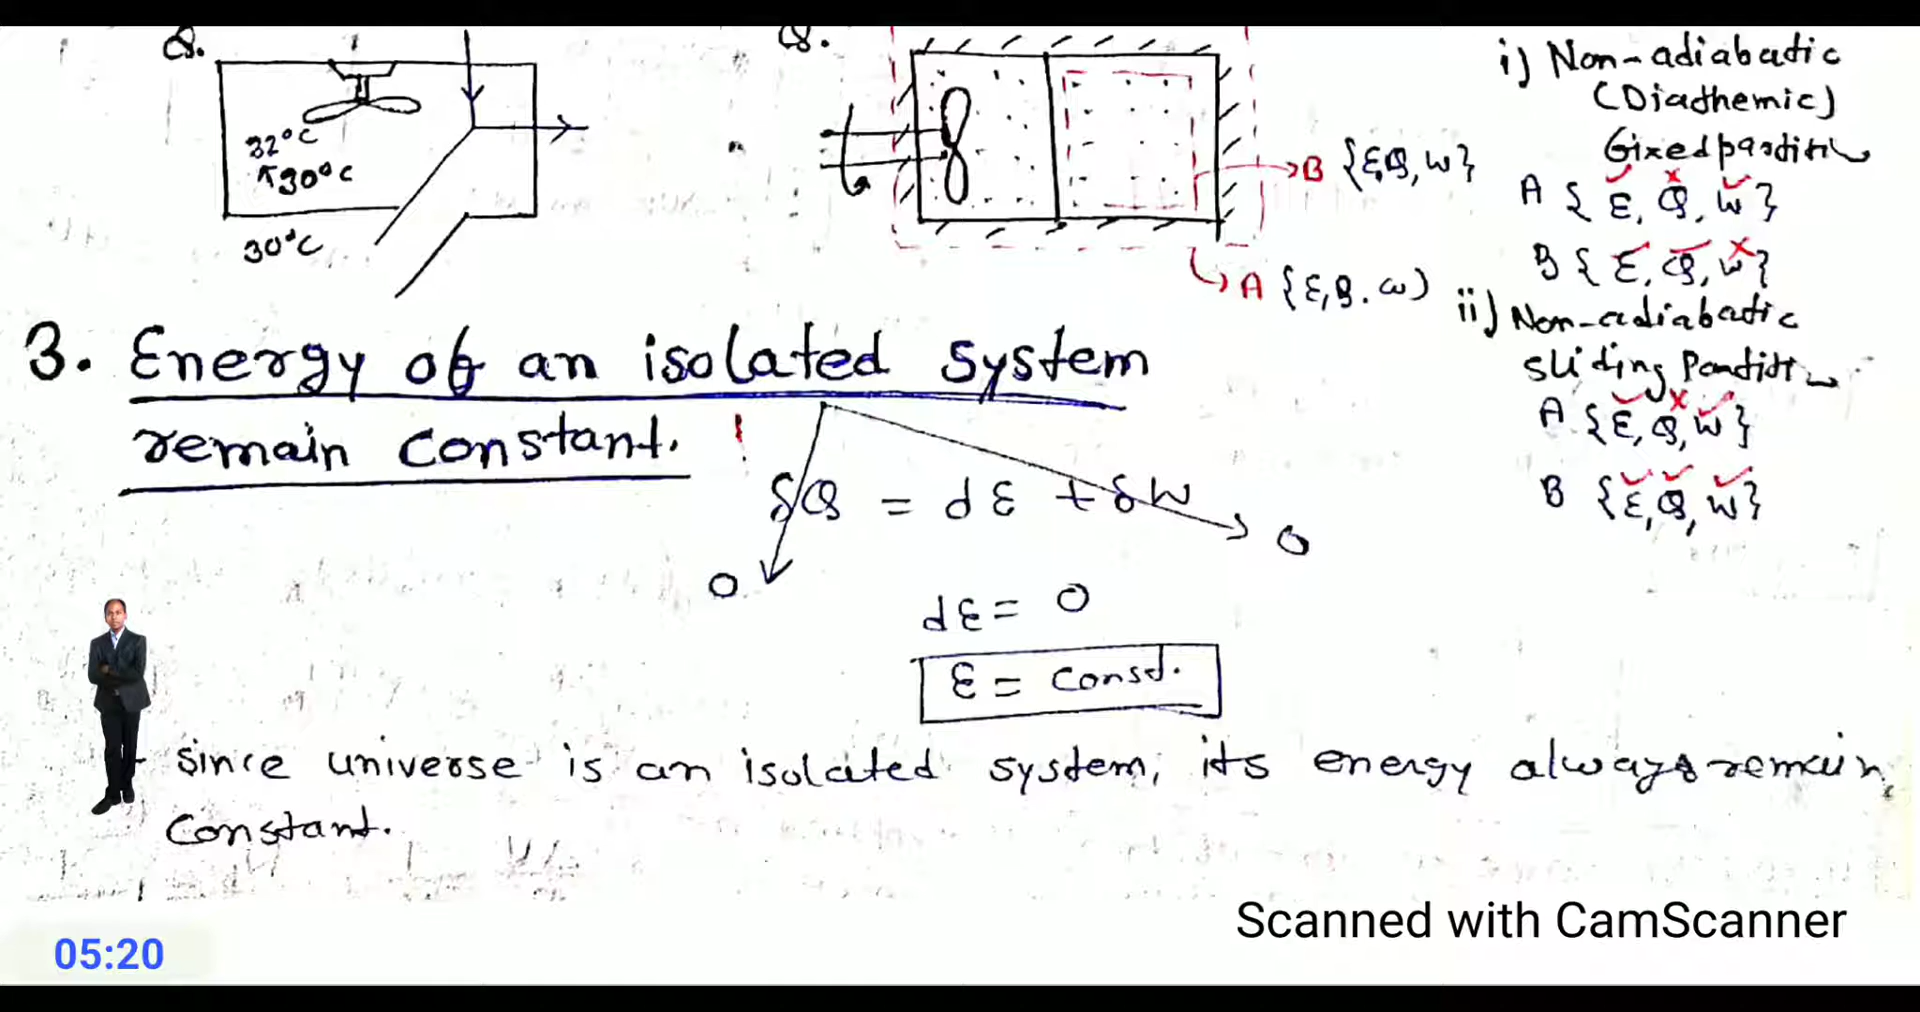 Q.
32°C
↑30°C
30°C
Q.
B {E, Q, W}
A {E, Q, W}
i) Non-adiabatic
(Diathemic)
fixed partition
A {E, Q, W}
B {E, Q, W}
ii) Non-adiabatic
sliding Partition
A {E, Q, W}
B {E, Q, W}
3. Energy of an isolated system
remain constant. !
δQ = dE + δW
0
0
dE = 0
E = const.
- since universe is an isolated system, its energy always remain
constant.
Scanned with CamScanner
05:20